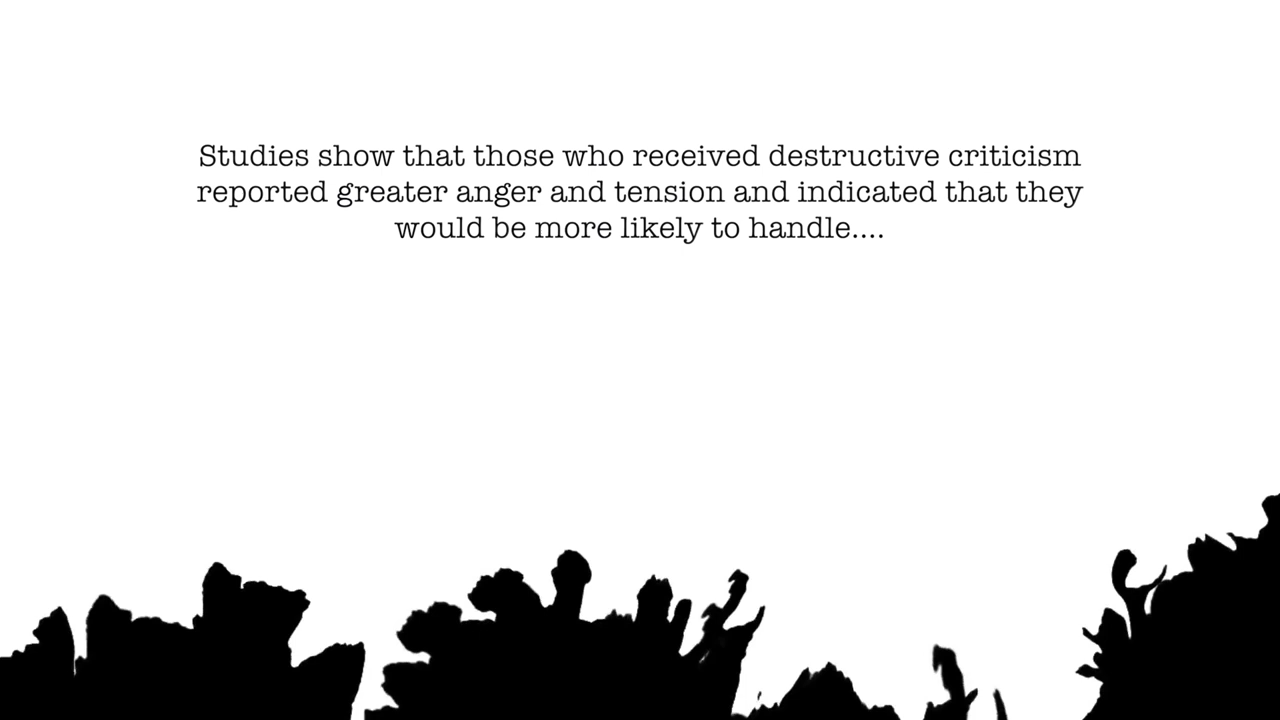 Studies show that those who received destructive criticism
reported greater anger and tension and indicated that they
would be more likely to handle....